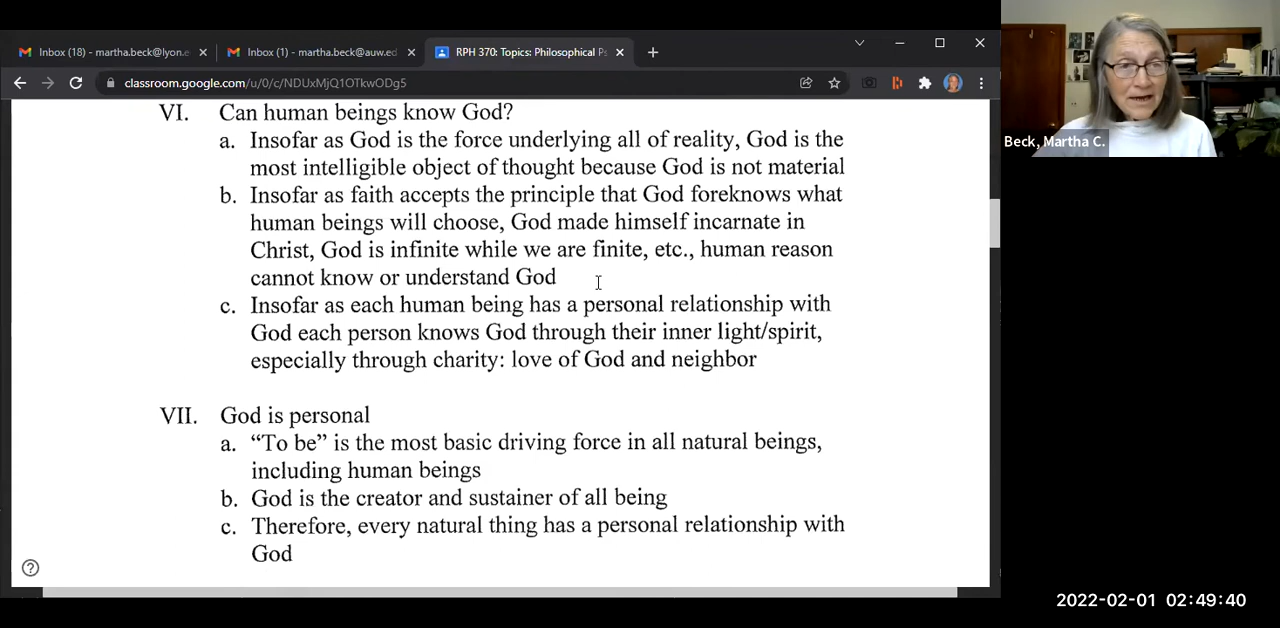 Inbox (18) - martha.beck@lyon.e
Inbox (1) - martha.beck@auw.ed
RPH 370: Topics: Philosophical Ps
classroom.google.com/u/0/c/NDUxMjQ1OTkwODg5
VI. Can human beings know God?
a. Insofar as God is the force underlying all of reality, God is the
most intelligible object of thought because God is not material
b. Insofar as faith accepts the principle that God foreknows what
human beings will choose, God made himself incarnate in
Christ, God is infinite while we are finite, etc., human reason
cannot know or understand God
c. Insofar as each human being has a personal relationship with
God each person knows God through their inner light/spirit,
especially through charity: love of God and neighbor
VII. God is personal
a. “To be” is the most basic driving force in all natural beings,
including human beings
b. God is the creator and sustainer of all being
c. Therefore, every natural thing has a personal relationship with
God
Beck, Martha C.
2022-02-01 02:49:40